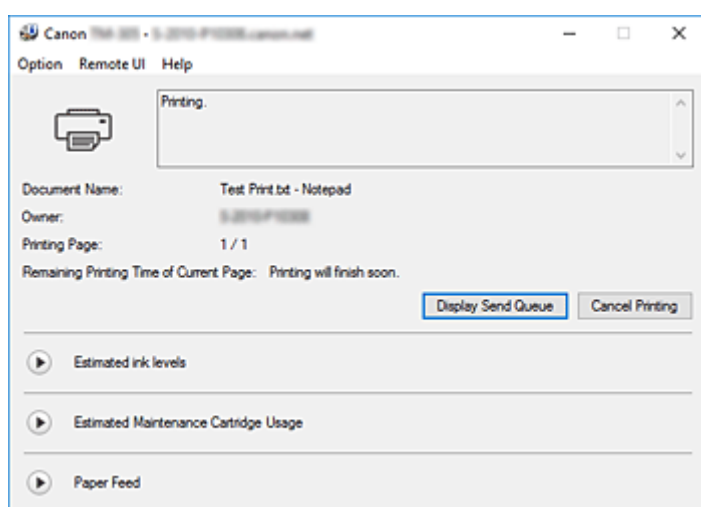 Canon
Option Remote UI Help
Printing.
Document Name: Test Print.txt - Notepad
Owner:
Printing Page: 1 / 1
Remaining Printing Time of Current Page: Printing will finish soon.
Display Send Queue Cancel Printing
Estimated ink levels
Estimated Maintenance Cartridge Usage
Paper Feed